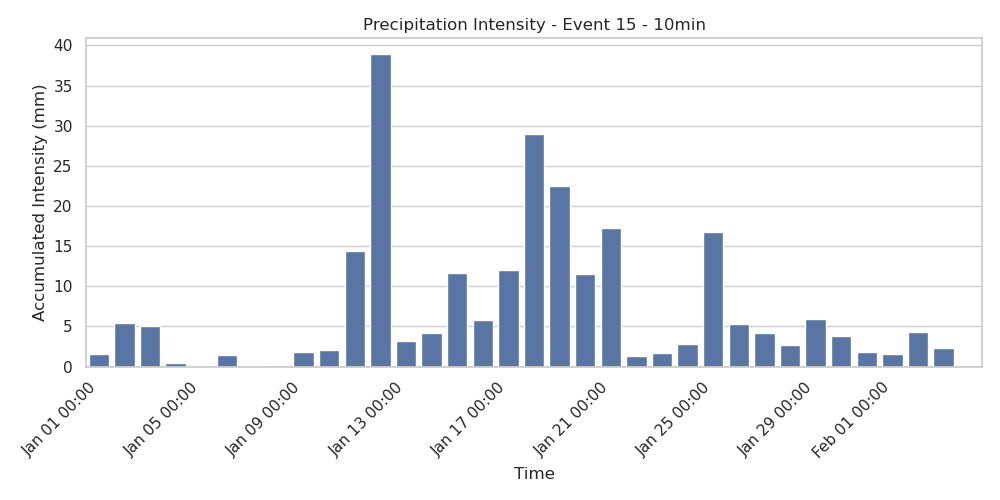 Precipitation Intensity - Event 15 - 10min
Accumulated Intensity (mm)
40
35
30
25
20
15
10
5
0
Jan 01 00:00
Jan 05 00:00
Jan 09 00:00
Jan 13 00:00
Jan 17 00:00
Jan 21 00:00
Jan 25 00:00
Jan 29 00:00
Feb 01 00:00
Time